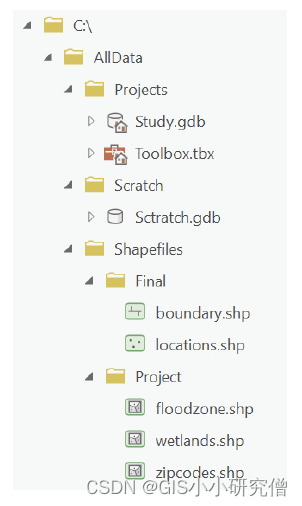 C:\
AllData
Projects
Study.gdb
Toolbox.tbx
Scratch
Sctratch.gdb
Shapefiles
Final
boundary.shp
locations.shp
Project
floodzone.shp
wetlands.shp
zipcodes.shp
CSDN @GIS小小研究僧